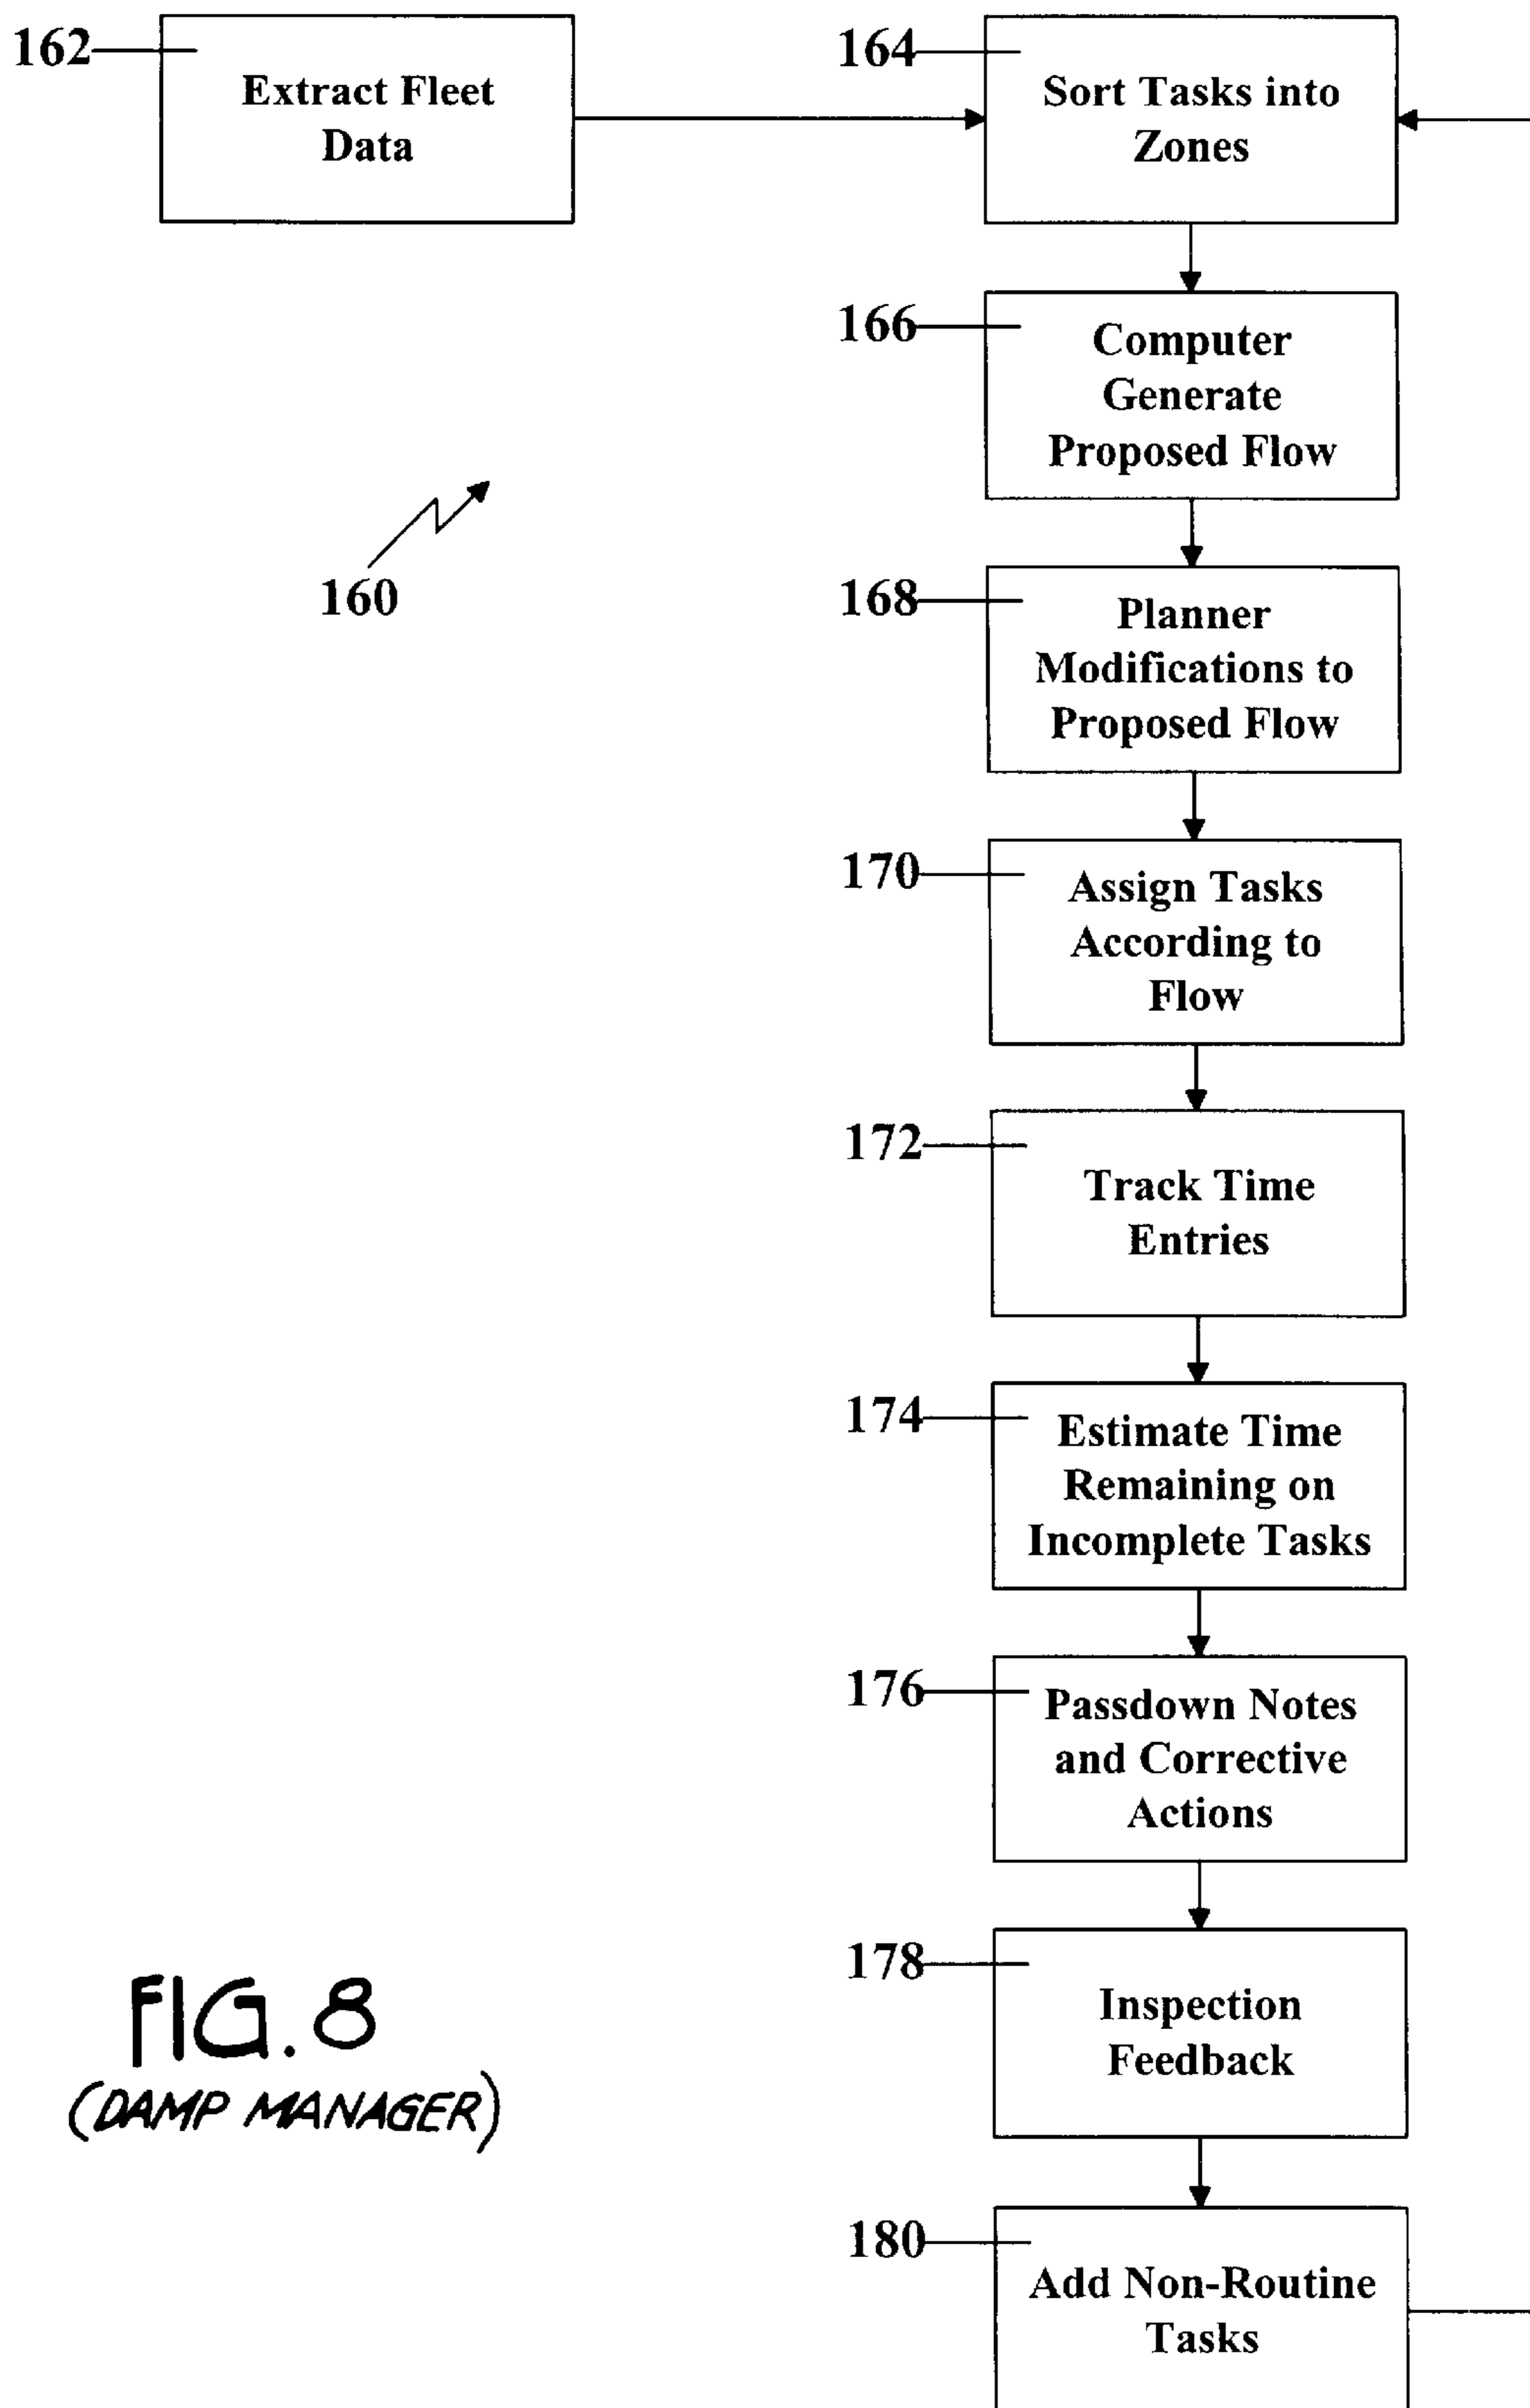 162
Extract Fleet
Data
164
Sort Tasks into
Zones
166
Computer
Generate
Proposed Flow
160
168
Planner
Modifications to
Proposed Flow
170
Assign Tasks
According to
Flow
172
Track Time
Entries
174
Estimate Time
Remaining on
Incomplete Tasks
176
Passdown Notes
and Corrective
Actions
178
Inspection
Feedback
180
Add Non-Routine
Tasks
FIG. 8
(DAMP MANAGER)